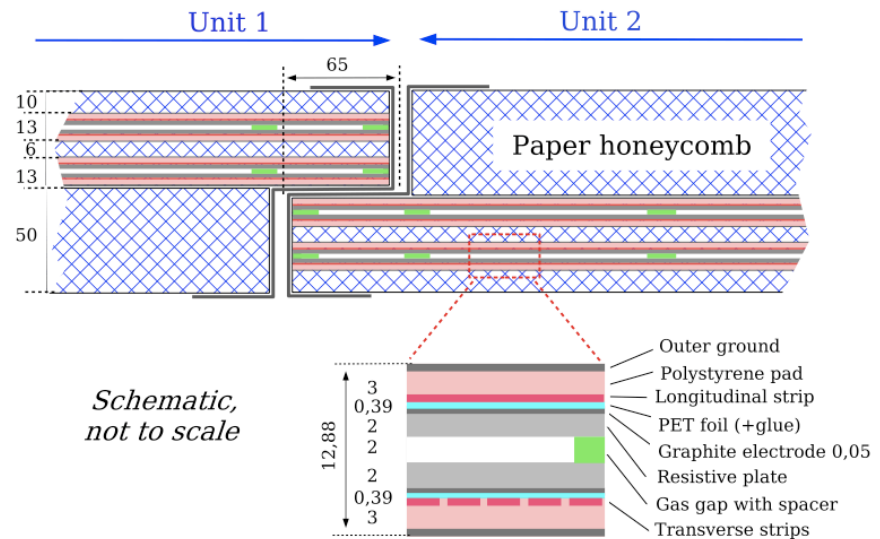 Unit 1
Unit 2
65
10
13
6
13
50
Paper honeycomb
Schematic,
not to scale
12,88
3
0,39
2
2
2
0,39
3
Outer ground
Polystyrene pad
Longitudinal strip
PET foil (+glue)
Graphite electrode 0,05
Resistive plate
Gas gap with spacer
Transverse strips